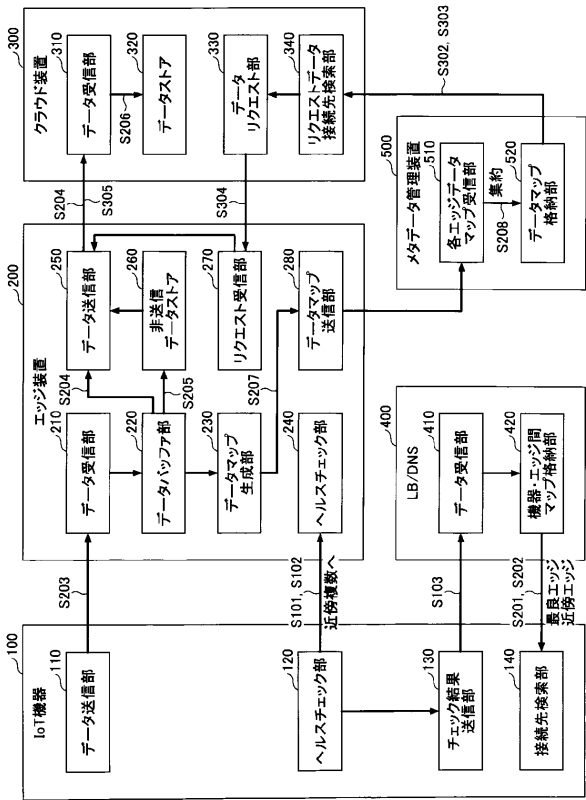 100
IoT機器
110
データ送信部
120
ヘルスチェック部
130
チェック結果
送信部
140
接続先検索部
S203
S101, S102
近傍複数へ
S103
S201, S202
最良エッジ
近傍エッジ
200
エッジ装置
210
データ受信部
220
データバッファ部
230
データマップ
生成部
240
ヘルスチェック部
S204
S205
S207
250
データ送信部
260
非送信
データストア
270
リクエスト受信部
280
データマップ
送信部
400
LB/DNS
410
データ受信部
420
機器・エッジ間
マップ格納部
S204
S305
S304
300
クラウド装置
310
データ受信部
S206
320
データストア
330
データ
リクエスト部
340
リクエストデータ
接続先検索部
S302, S303
500
メタデータ管理装置
510
各エッジデータ
マップ受信部
S208
集約
520
データマップ
格納部